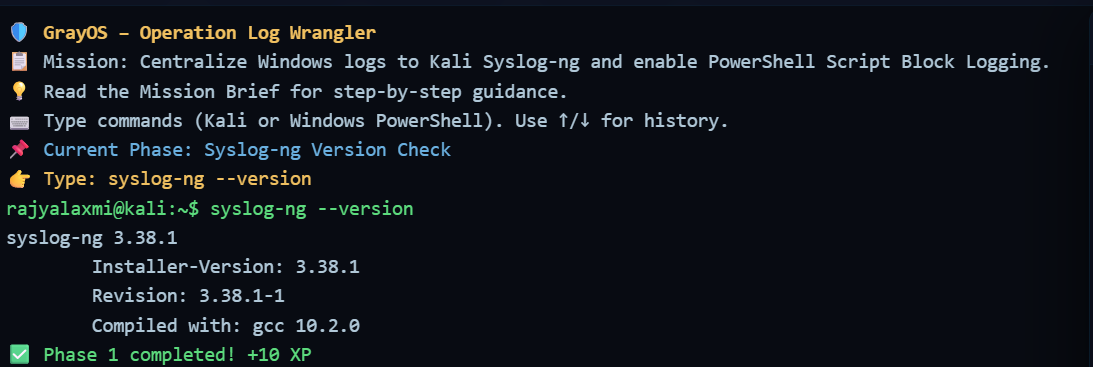 🛡️ GrayOS – Operation Log Wrangler
📋 Mission: Centralize Windows logs to Kali Syslog-ng and enable PowerShell Script Block Logging.
💡 Read the Mission Brief for step-by-step guidance.
⌨️ Type commands (Kali or Windows PowerShell). Use ↑/↓ for history.
📌 Current Phase: Syslog-ng Version Check
👉 Type: syslog-ng --version
rajyalaxmi@kali:~$ syslog-ng --version
syslog-ng 3.38.1
        Installer-Version: 3.38.1
        Revision: 3.38.1-1
        Compiled with: gcc 10.2.0
✅ Phase 1 completed! +10 XP